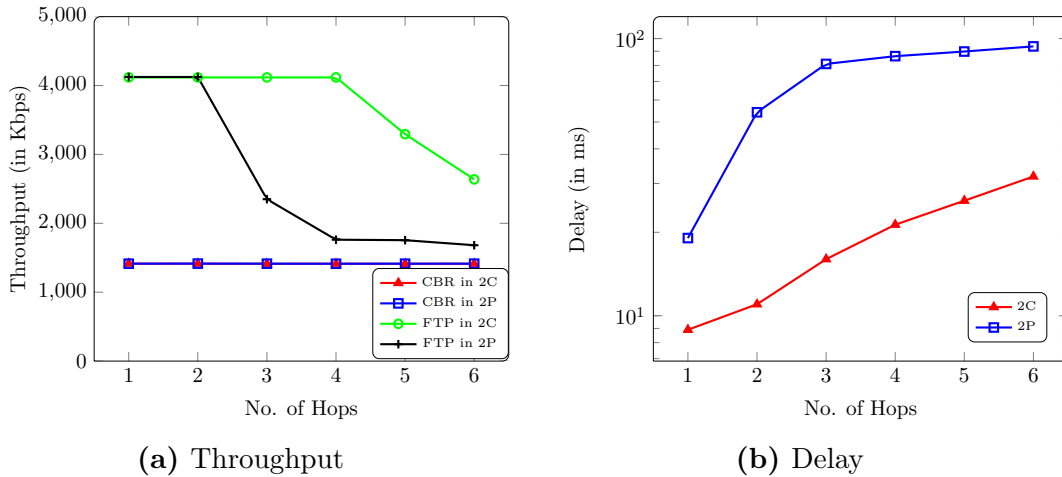 5,000
4,000
3,000
2,000
1,000
0
Throughput (in Kbps)
1 2 3 4 5 6
No. of Hops
CBR in 2C
CBR in 2P
FTP in 2C
FTP in 2P
(a) Throughput
10²
10¹
Delay (in ms)
1 2 3 4 5 6
No. of Hops
2C
2P
(b) Delay